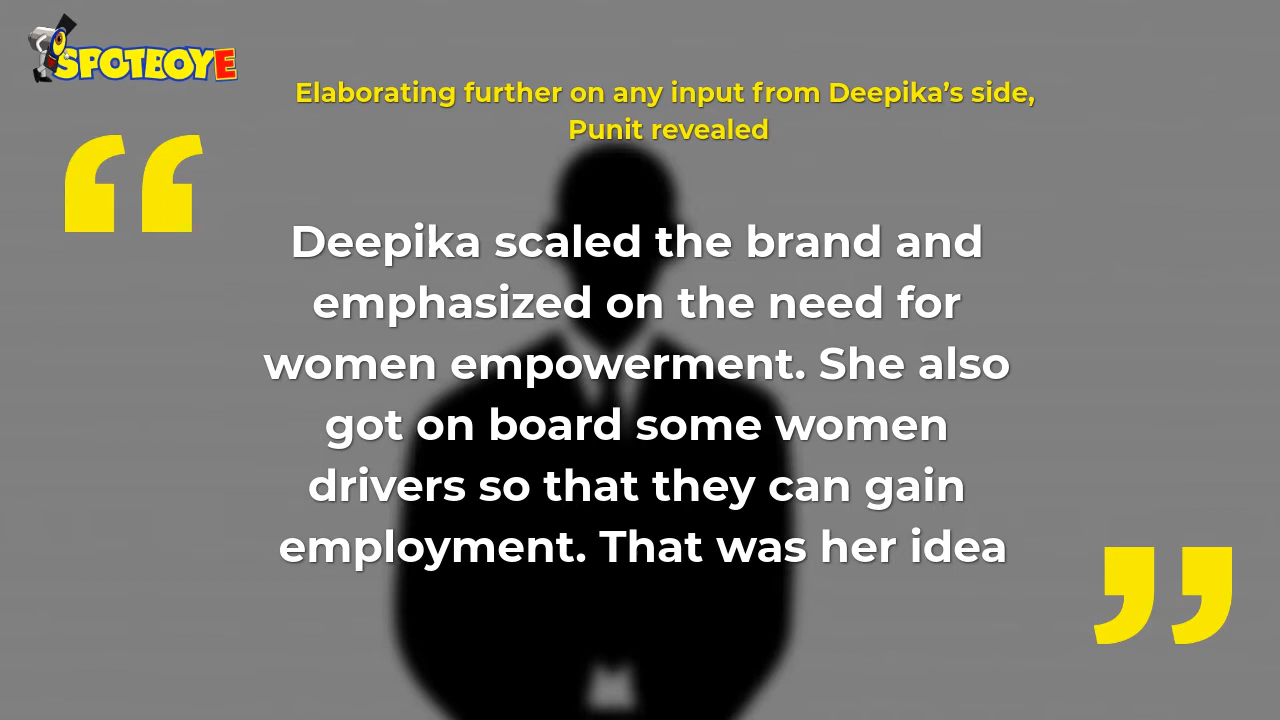 SPOTBOYE
Elaborating further on any input from Deepika’s side,
Punit revealed
“
Deepika scaled the brand and
emphasized on the need for
women empowerment. She also
got on board some women
drivers so that they can gain
employment. That was her idea
”